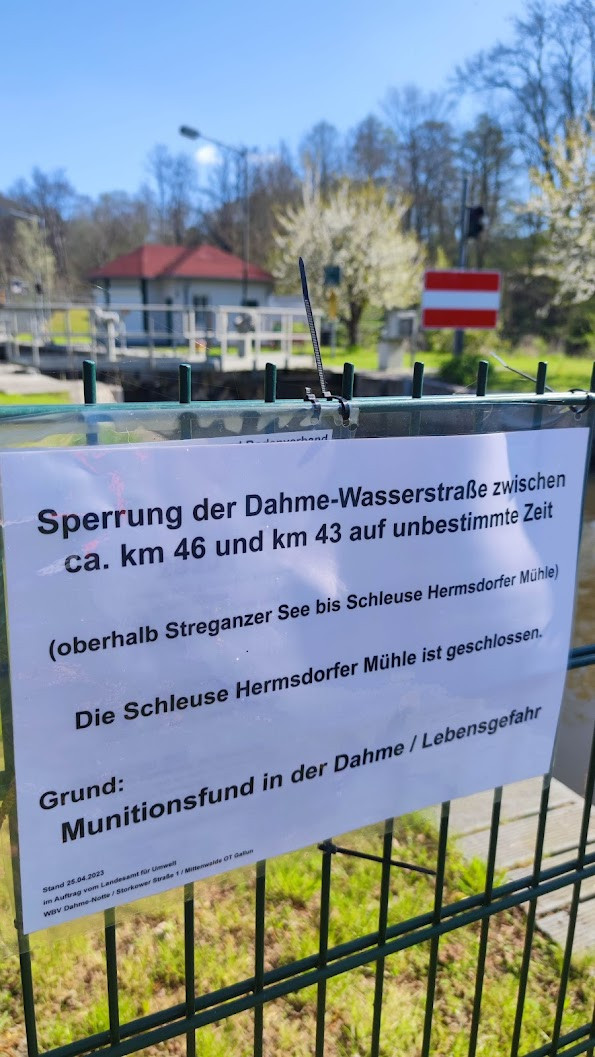 Bodenverband
Sperrung der Dahme-Wasserstraße zwischen
ca. km 46 und km 43 auf unbestimmte Zeit
(oberhalb Streganzer See bis Schleuse Hermsdorfer Mühle)
Die Schleuse Hermsdorfer Mühle ist geschlossen.
Grund:
Munitionsfund in der Dahme / Lebensgefahr
Stand 25.04.2023
im Auftrag vom Landesamt für Umwelt
WBV Dahme-Notte / Storkower Straße 1 / Mittenwalde OT Gallun